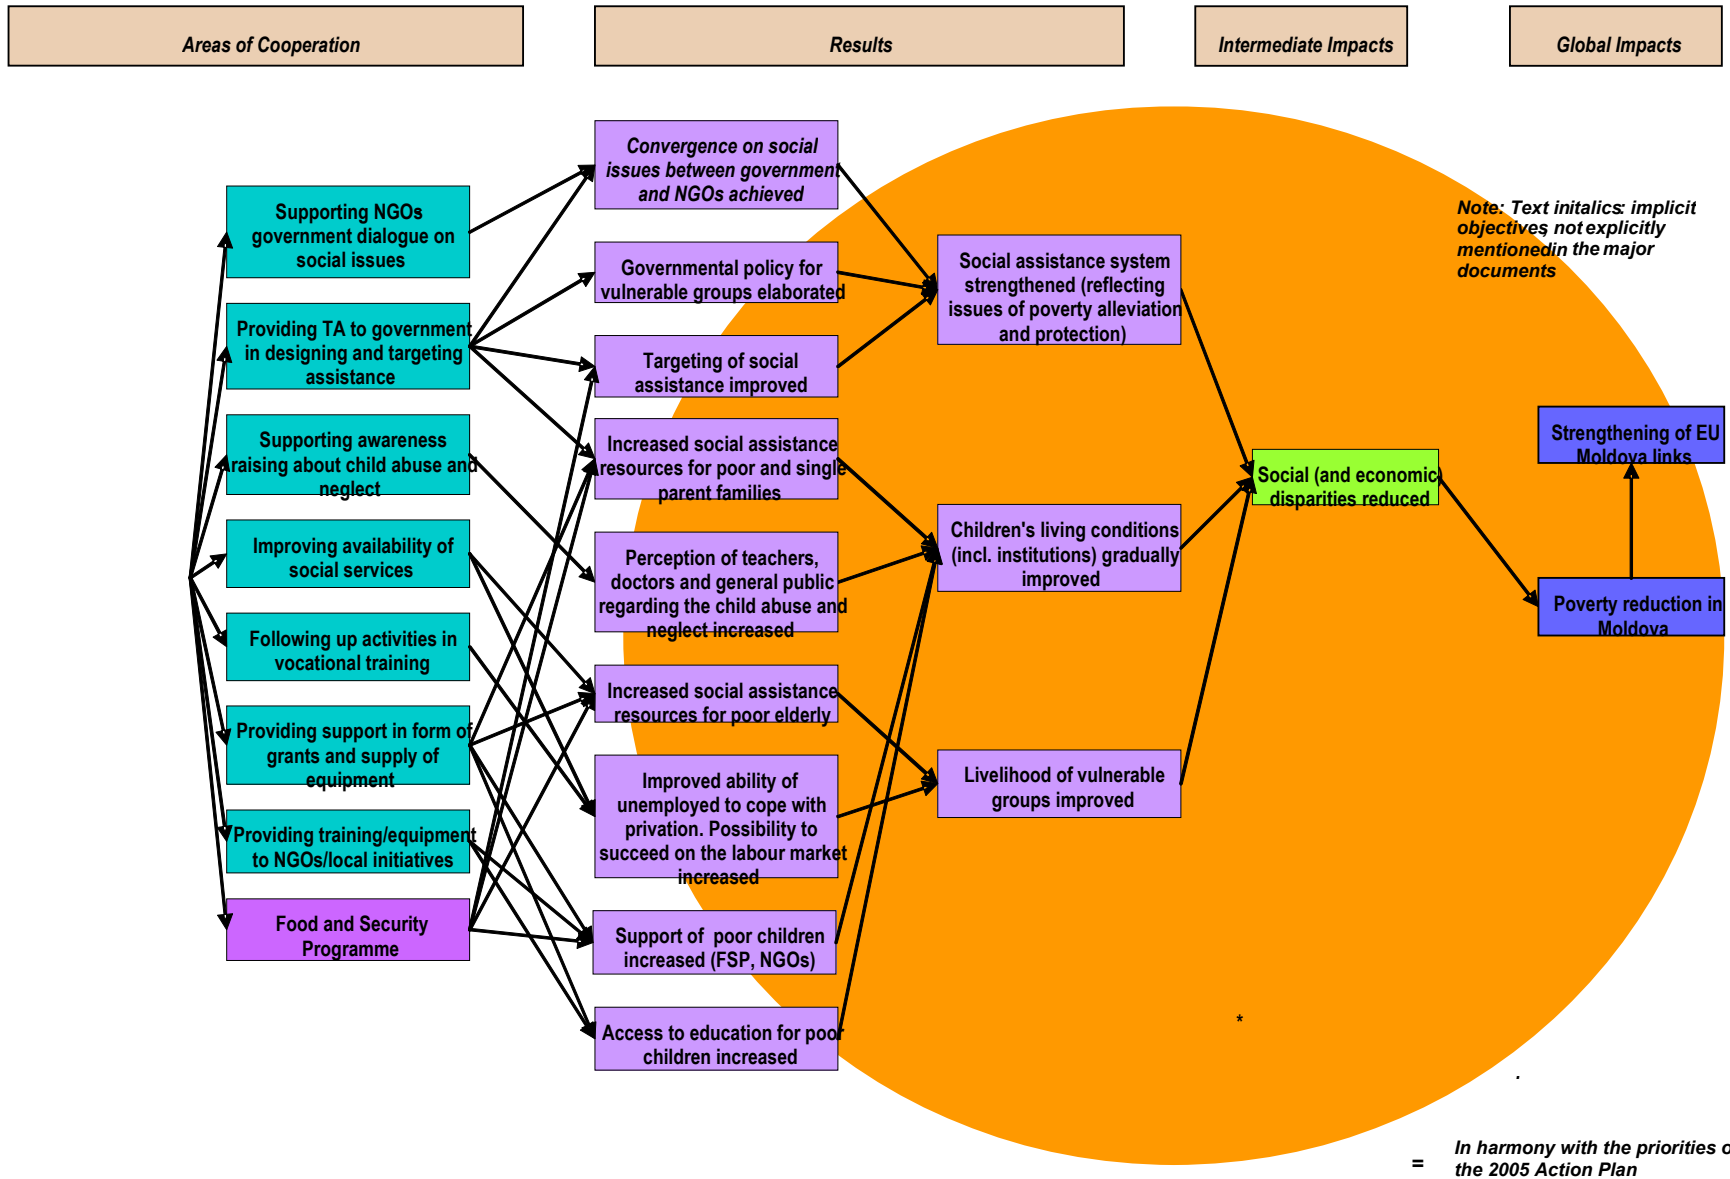 Areas of Cooperation
Results
Intermediate Impacts
Global Impacts
Supporting NGOs
government dialogue on
social issues
Providing TA to government
in designing and targeting
assistance
Supporting awareness
raising about child abuse and
neglect
Improving availability of
social services
Following up activities in
vocational training
Providing support in form of
grants and supply of
equipment
Providing training/equipment
to NGOs/local initiatives
Food and Security
Programme
Convergence on social
issues between government
and NGOs achieved
Governmental policy for
vulnerable groups elaborated
Targeting of social
assistance improved
Increased social assistance
resources for poor and single
parent families
Perception of teachers,
doctors and general public
regarding the child abuse and
neglect increased
Increased social assistance
resources for poor elderly
Improved ability of
unemployed to cope with
privation. Possibility to
succeed on the labour market
increased
Support of poor children
increased (FSP, NGOs)
Access to education for poor
children increased
Social assistance system
strengthened (reflecting
issues of poverty alleviation
and protection)
Children's living conditions
(incl. institutions) gradually
improved
Livelihood of vulnerable
groups improved
Social (and economic)
disparities reduced
Strengthening of EU
Moldova links
Poverty reduction in
Moldova
Note: Text initalics: implicit
objectives, not explicitly
mentionedin the major
documents
*
.
= In harmony with the priorities o
the 2005 Action Plan